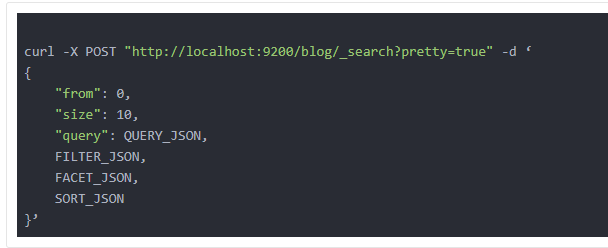 curl -X POST "http://localhost:9200/blog/_search?pretty=true" -d ‘
{
    "from": 0,
    "size": 10,
    "query": QUERY_JSON,
    FILTER_JSON,
    FACET_JSON,
    SORT_JSON
}’